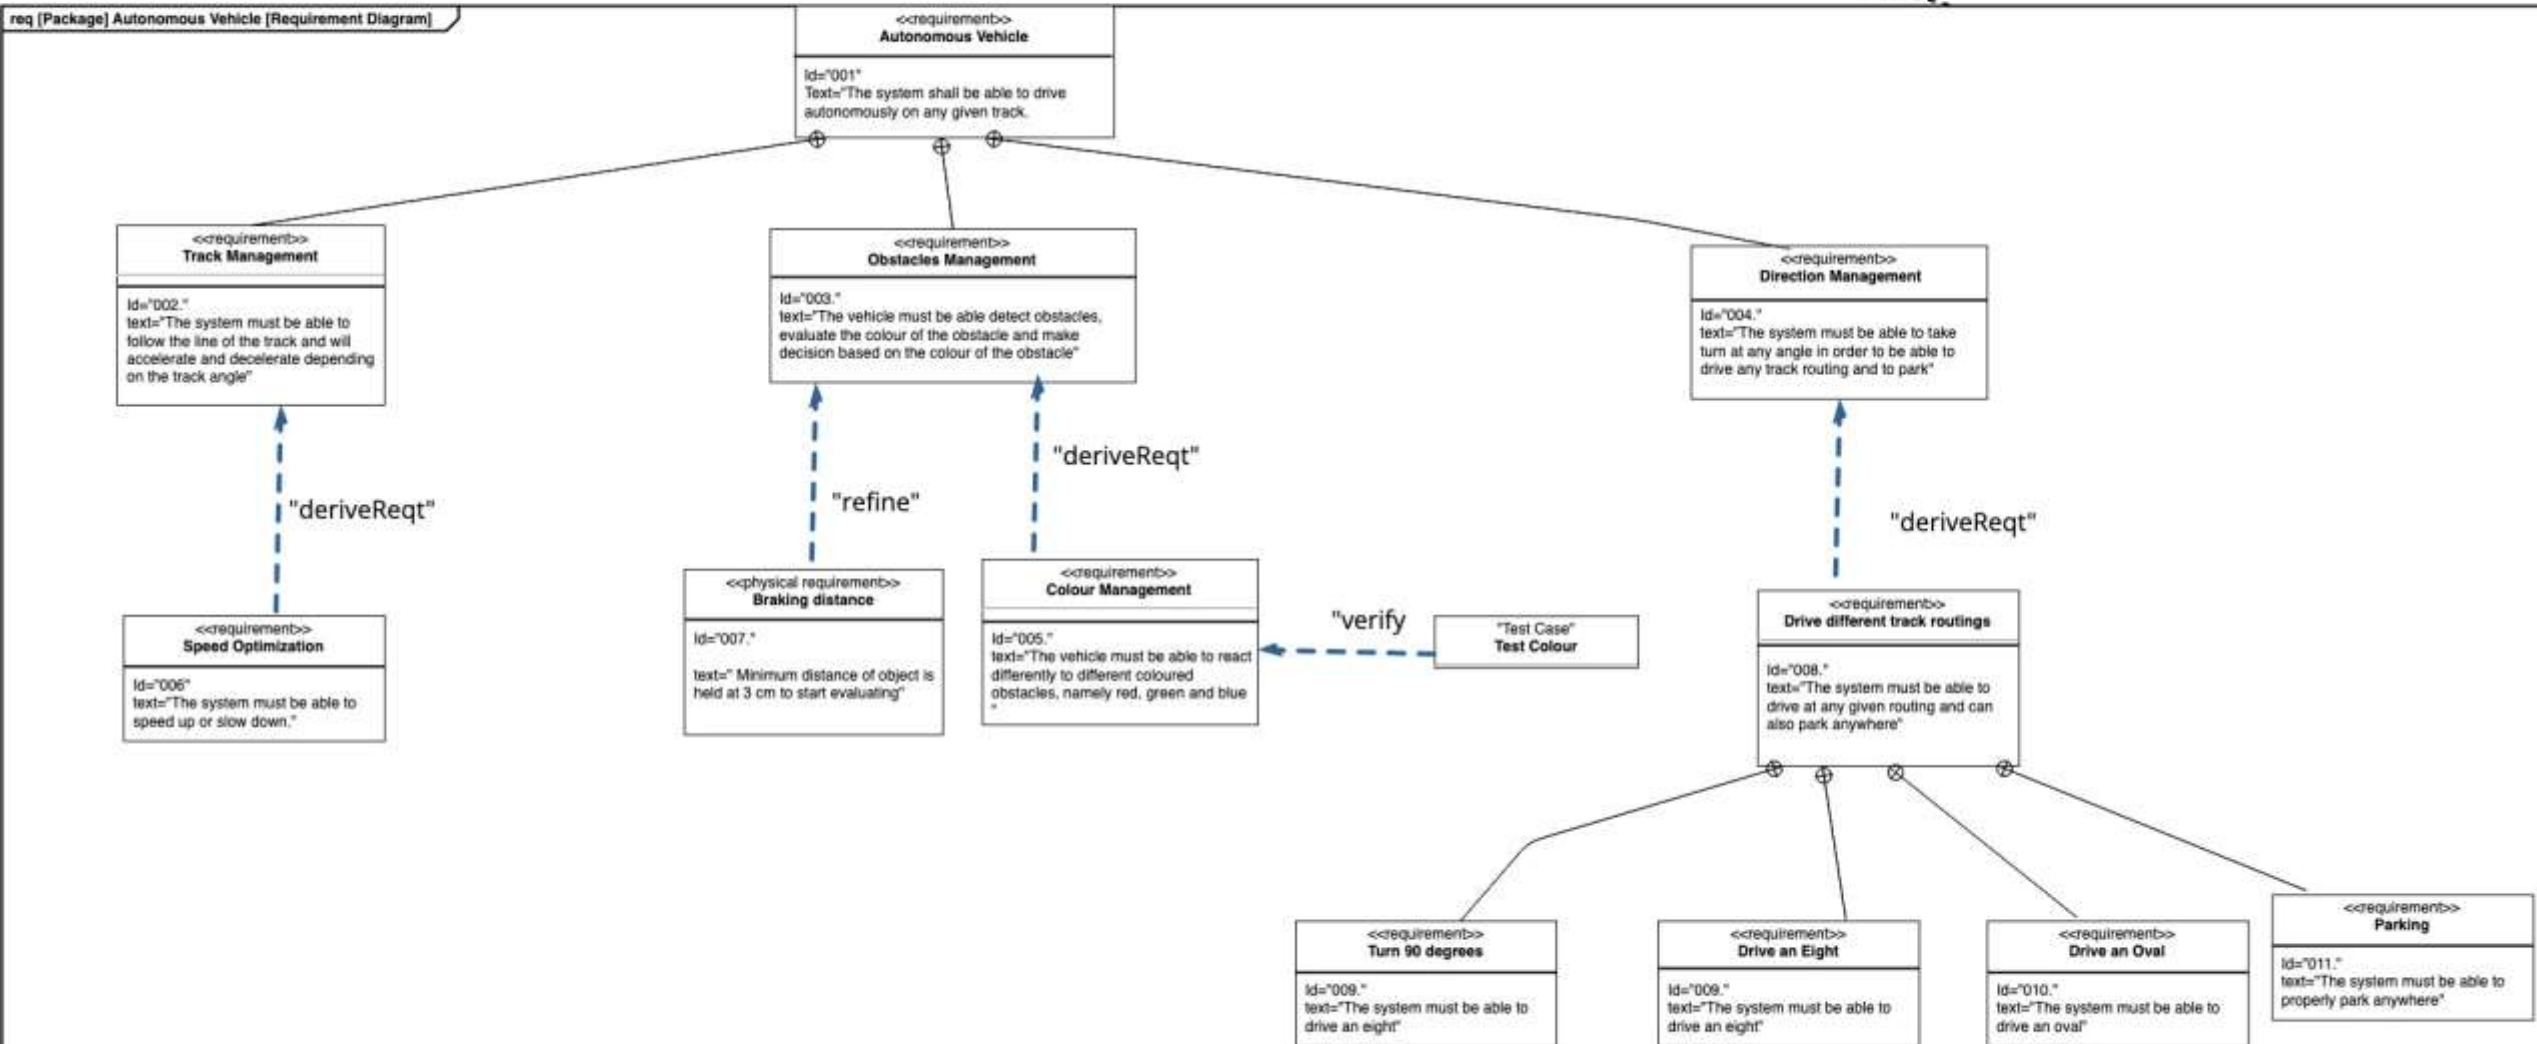 req [Package] Autonomous Vehicle [Requirement Diagram]
<<requirement>>
Autonomous Vehicle
Id="001"
Text="The system shall be able to drive
autonomously on any given track.
<<requirement>>
Track Management
Id="002."
text="The system must be able to
follow the line of the track and will
accelerate and decelerate depending
on the track angle"
<<requirement>>
Obstacles Management
Id="003."
text="The vehicle must be able detect obstacles,
evaluate the colour of the obstacle and make
decision based on the colour of the obstacle"
<<requirement>>
Direction Management
Id="004."
text="The system must be able to take
turn at any angle in order to be able to
drive any track routing and to park"
"deriveReqt"
"refine"
"deriveReqt"
"deriveReqt"
<<requirement>>
Speed Optimization
Id="006"
text="The system must be able to
speed up or slow down."
<<physical requirement>>
Braking distance
Id="007."
text=" Minimum distance of object is
held at 3 cm to start evaluating"
<<requirement>>
Colour Management
Id="005."
text="The vehicle must be able to react
differently to different coloured
obstacles, namely red, green and blue
"
"verify
"Test Case"
Test Colour
<<requirement>>
Drive different track routings
Id="008."
text="The system must be able to
drive at any given routing and can
also park anywhere"
<<requirement>>
Turn 90 degrees
Id="009."
text="The system must be able to
drive an eight"
<<requirement>>
Drive an Eight
Id="009."
text="The system must be able to
drive an eight"
<<requirement>>
Drive an Oval
Id="010."
text="The system must be able to
drive an oval"
<<requirement>>
Parking
Id="011."
text="The system must be able to
properly park anywhere"